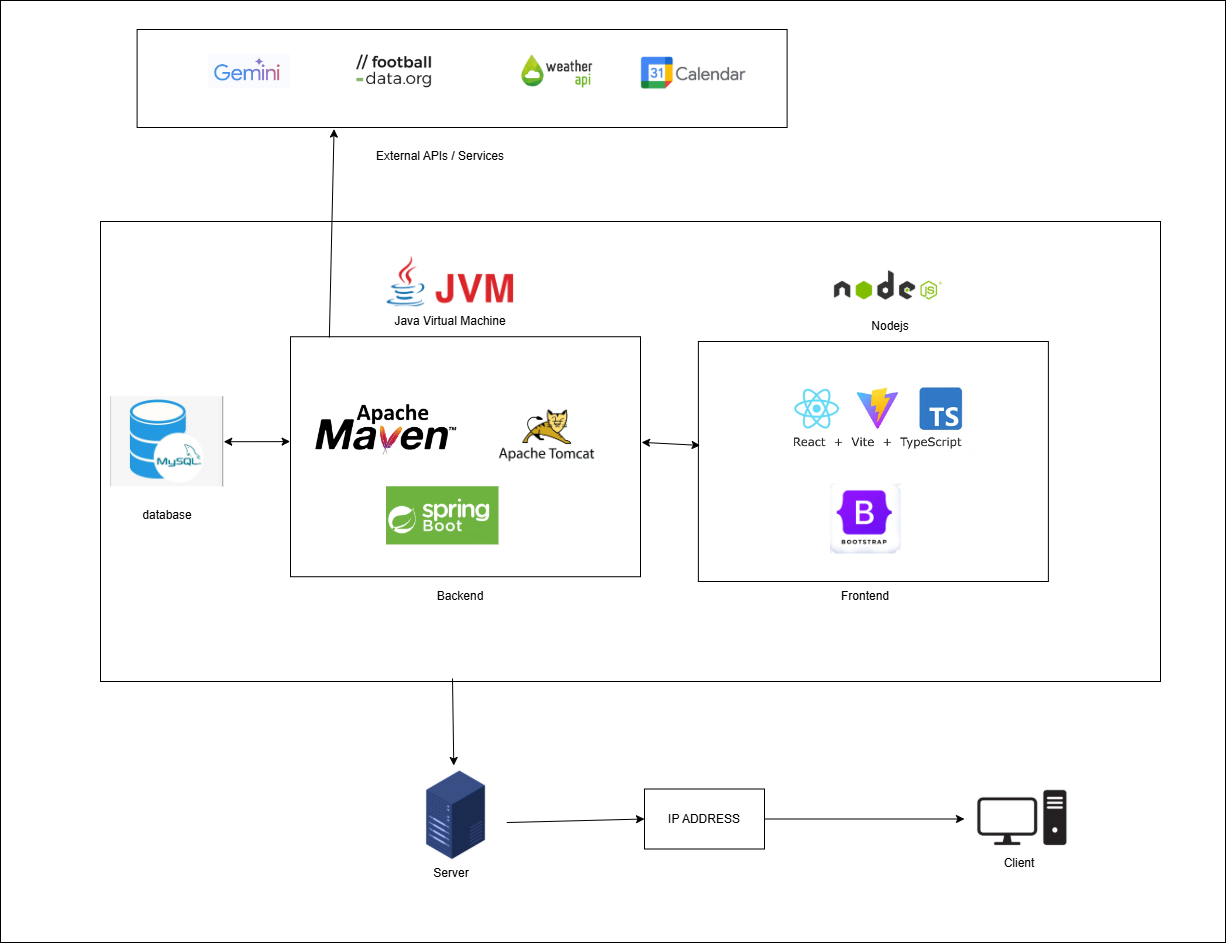 Gemini
// football
-data.org
weather
api
31 Calendar
External APIs / Services
JVM
Java Virtual Machine
node
JS
Nodejs
Apache
Maven™
Apache Tomcat
spring
Boot
Backend
MySQL
database
TS
React + Vite + TypeScript
B
BOOTSTRAP
Frontend
Server
IP ADDRESS
Client